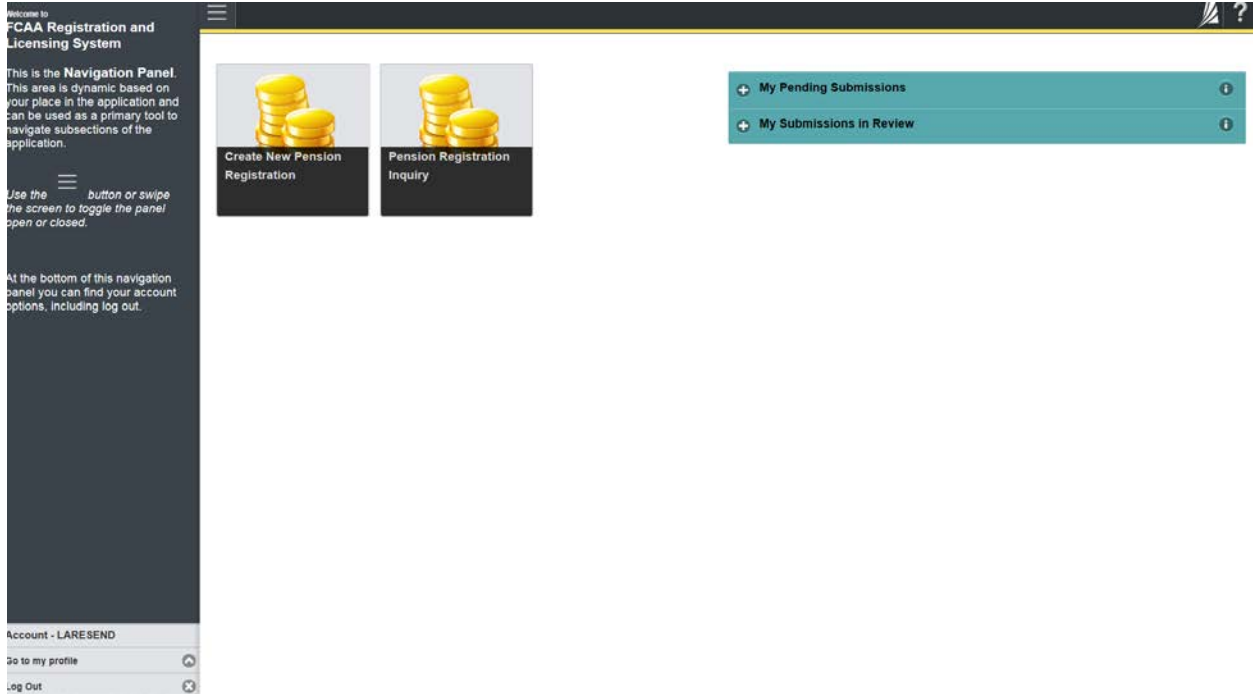 Welcome to
FCAA Registration and
Licensing System
This is the Navigation Panel.
This area is dynamic based on
your place in the application and
can be used as a primary tool to
navigate subsections of the
application.
Use the button or swipe
the screen to toggle the panel
open or closed.
At the bottom of this navigation
panel you can find your account
options, including log out.
Account - LARESEND
Go to my profile
Log Out
?
Create New Pension
Registration
Pension Registration
Inquiry
My Pending Submissions
My Submissions in Review